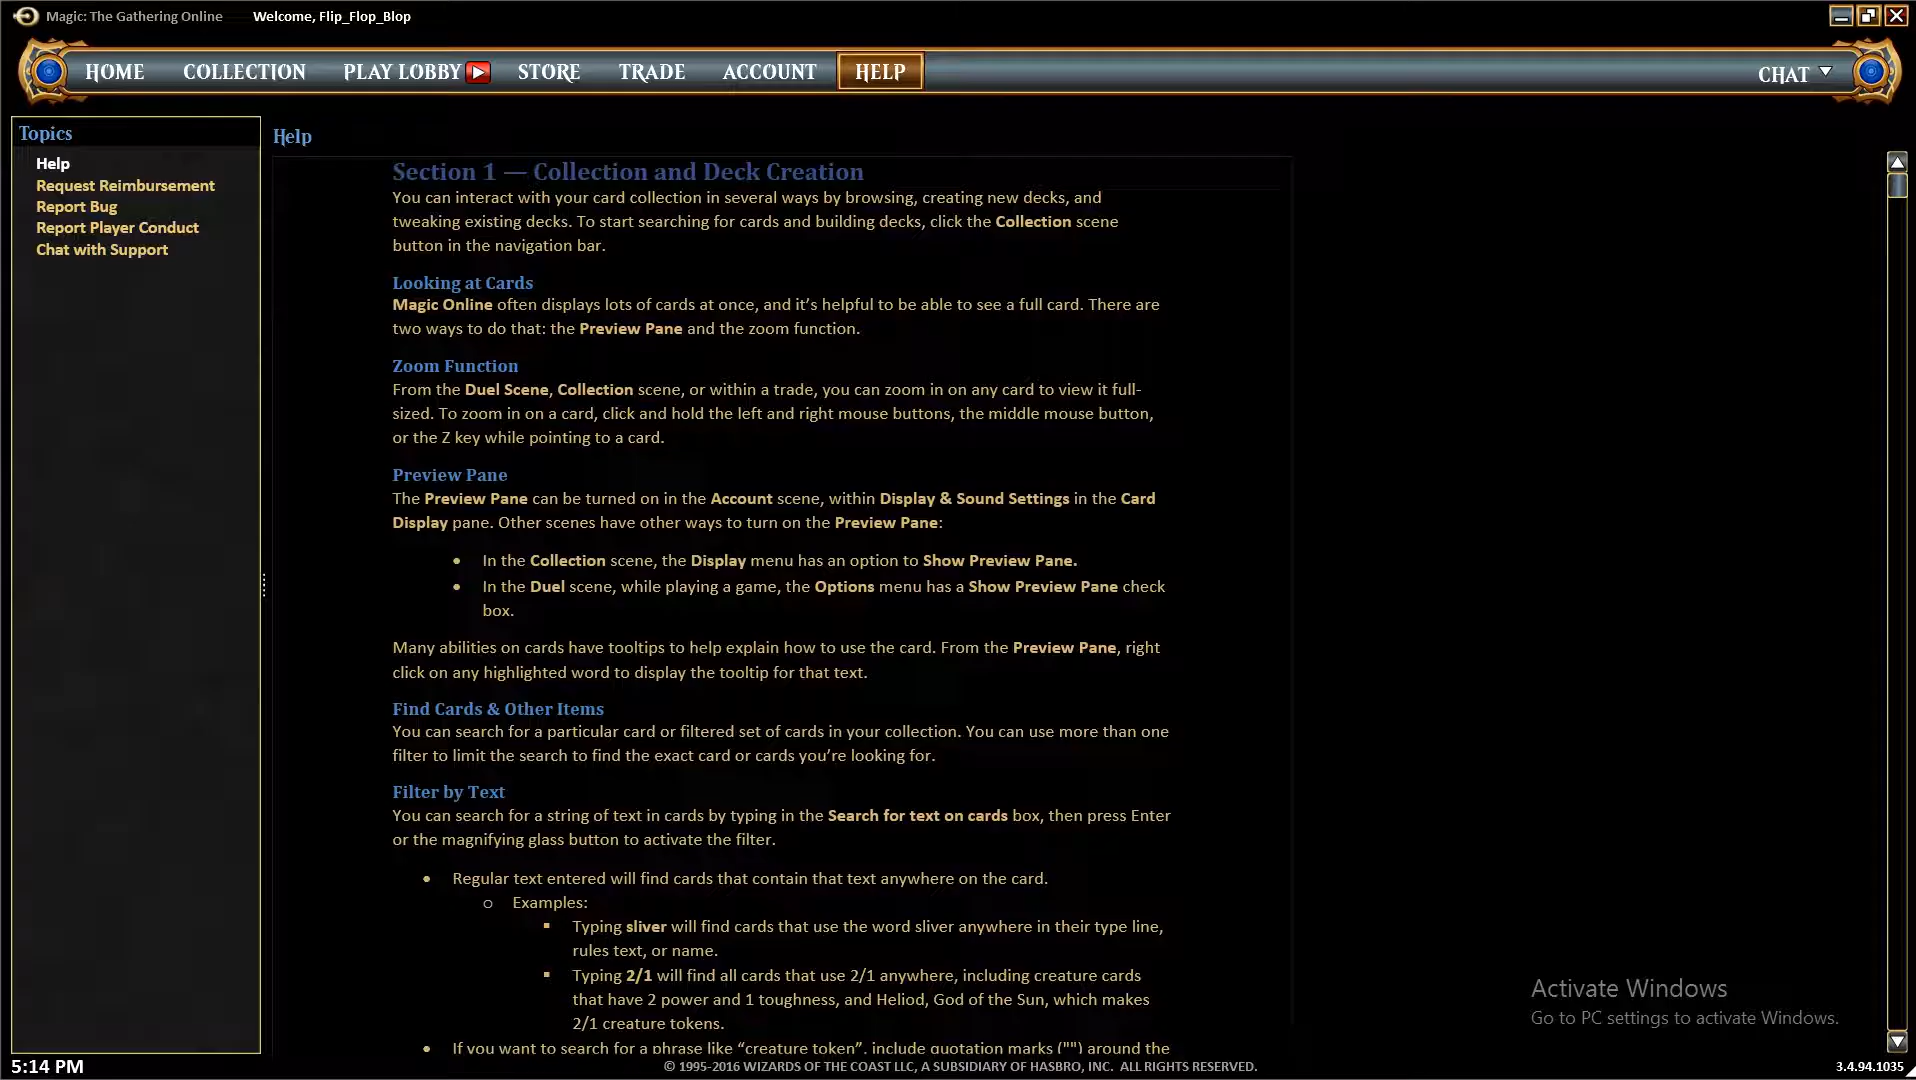 Magic: The Gathering Online Welcome, Flip_Flop_Blop
HOME COLLECTION PLAY LOBBY STORE TRADE ACCOUNT HELP CHAT
Topics
Help
Request Reimbursement
Report Bug
Report Player Conduct
Chat with Support
Help
Section 1 — Collection and Deck Creation
You can interact with your card collection in several ways by browsing, creating new decks, and
tweaking existing decks. To start searching for cards and building decks, click the Collection scene
button in the navigation bar.
Looking at Cards
Magic Online often displays lots of cards at once, and it’s helpful to be able to see a full card. There are
two ways to do that: the Preview Pane and the zoom function.
Zoom Function
From the Duel Scene, Collection scene, or within a trade, you can zoom in on any card to view it full-
sized. To zoom in on a card, click and hold the left and right mouse buttons, the middle mouse button,
or the Z key while pointing to a card.
Preview Pane
The Preview Pane can be turned on in the Account scene, within Display & Sound Settings in the Card
Display pane. Other scenes have other ways to turn on the Preview Pane:
• In the Collection scene, the Display menu has an option to Show Preview Pane.
• In the Duel scene, while playing a game, the Options menu has a Show Preview Pane check
box.
Many abilities on cards have tooltips to help explain how to use the card. From the Preview Pane, right
click on any highlighted word to display the tooltip for that text.
Find Cards & Other Items
You can search for a particular card or filtered set of cards in your collection. You can use more than one
filter to limit the search to find the exact card or cards you’re looking for.
Filter by Text
You can search for a string of text in cards by typing in the Search for text on cards box, then press Enter
or the magnifying glass button to activate the filter.
• Regular text entered will find cards that contain that text anywhere on the card.
o Examples:
▪ Typing sliver will find cards that use the word sliver anywhere in their type line,
rules text, or name.
▪ Typing 2/1 will find all cards that use 2/1 anywhere, including creature cards
that have 2 power and 1 toughness, and Heliod, God of the Sun, which makes
2/1 creature tokens.
• If you want to search for a phrase like “creature token”, include quotation marks ("") around the
Activate Windows
Go to PC settings to activate Windows.
5:14 PM
© 1995-2016 WIZARDS OF THE COAST LLC, A SUBSIDIARY OF HASBRO, INC. ALL RIGHTS RESERVED.
3.4.94.1035